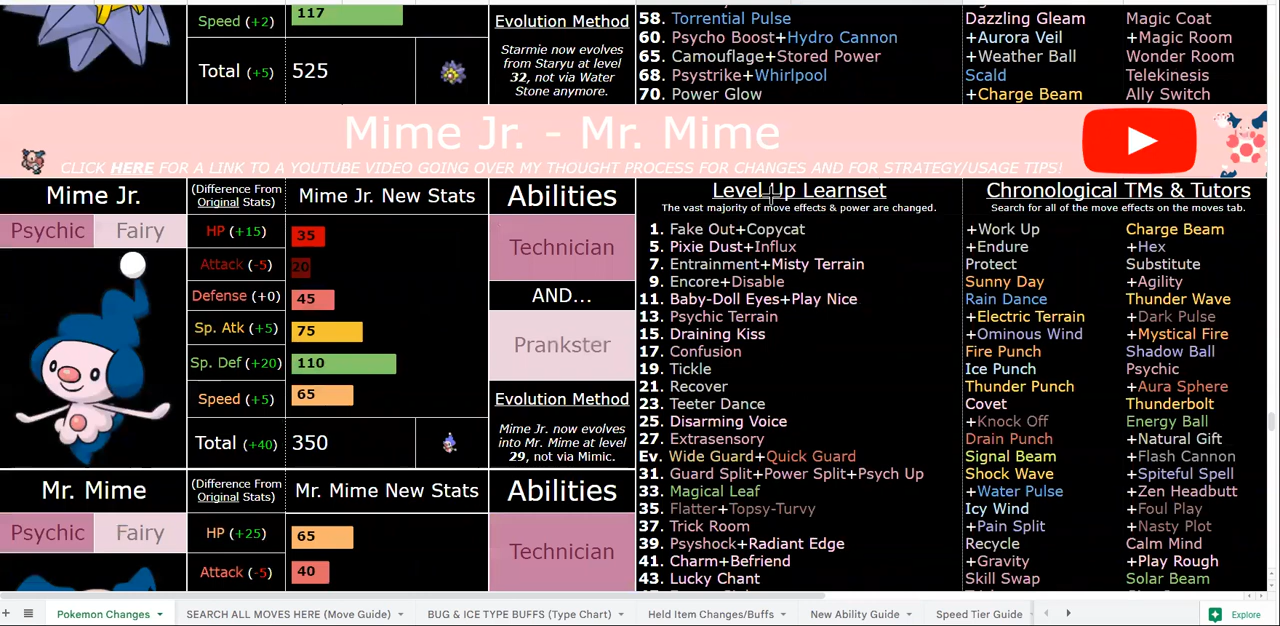 Speed (+2)
117
Total (+5)
525
Evolution Method
Starmie now evolves
from Staryu at level
32, not via Water
Stone anymore.
58. Torrential Pulse
60. Psycho Boost+Hydro Cannon
65. Camouflage+Stored Power
68. Psystrike+Whirlpool
70. Power Glow
Dazzling Gleam
+Aurora Veil
+Weather Ball
Scald
+Charge Beam
Magic Coat
+Magic Room
Wonder Room
Telekinesis
Ally Switch
Mime Jr. - Mr. Mime
CLICK HERE FOR A LINK TO A YOUTUBE VIDEO GOING OVER MY THOUGHT PROCESS FOR CHANGES AND FOR STRATEGY/USAGE TIPS!
Mime Jr.
Psychic
Fairy
(Difference From
Original Stats)
Mime Jr. New Stats
HP (+15)
35
Attack (-5)
20
Defense (+0)
45
Sp. Atk (+5)
75
Sp. Def (+20)
110
Speed (+5)
65
Total (+40)
350
Abilities
Technician
AND...
Prankster
Evolution Method
Mime Jr. now evolves
into Mr. Mime at level
29, not via Mimic.
Level Up Learnset
The vast majority of move effects & power are changed.
1. Fake Out+Copycat
5. Pixie Dust+Influx
7. Entrainment+Misty Terrain
9. Encore+Disable
11. Baby-Doll Eyes+Play Nice
13. Psychic Terrain
15. Draining Kiss
17. Confusion
19. Tickle
21. Recover
23. Teeter Dance
25. Disarming Voice
27. Extrasensory
Ev. Wide Guard+Quick Guard
31. Guard Split+Power Split+Psych Up
33. Magical Leaf
35. Flatter+Topsy-Turvy
37. Trick Room
39. Psyshock+Radiant Edge
41. Charm+Befriend
43. Lucky Chant
Chronological TMs & Tutors
Search for all of the move effects on the moves tab.
+Work Up
+Endure
Protect
Sunny Day
Rain Dance
+Electric Terrain
+Ominous Wind
Fire Punch
Ice Punch
Thunder Punch
Covet
+Knock Off
Drain Punch
Signal Beam
Shock Wave
+Water Pulse
Icy Wind
+Pain Split
Recycle
+Gravity
Skill Swap
Charge Beam
+Hex
Substitute
+Agility
Thunder Wave
+Dark Pulse
+Mystical Fire
Shadow Ball
Psychic
+Aura Sphere
Thunderbolt
Energy Ball
+Natural Gift
+Flash Cannon
+Spiteful Spell
+Zen Headbutt
+Foul Play
+Nasty Plot
Calm Mind
+Play Rough
Solar Beam
Mr. Mime
Psychic
Fairy
(Difference From
Original Stats)
Mr. Mime New Stats
HP (+25)
65
Attack (-5)
40
Abilities
Technician
+
Pokemon Changes
SEARCH ALL MOVES HERE (Move Guide)
BUG & ICE TYPE BUFFS (Type Chart)
Held Item Changes/Buffs
New Ability Guide
Speed Tier Guide
Explore